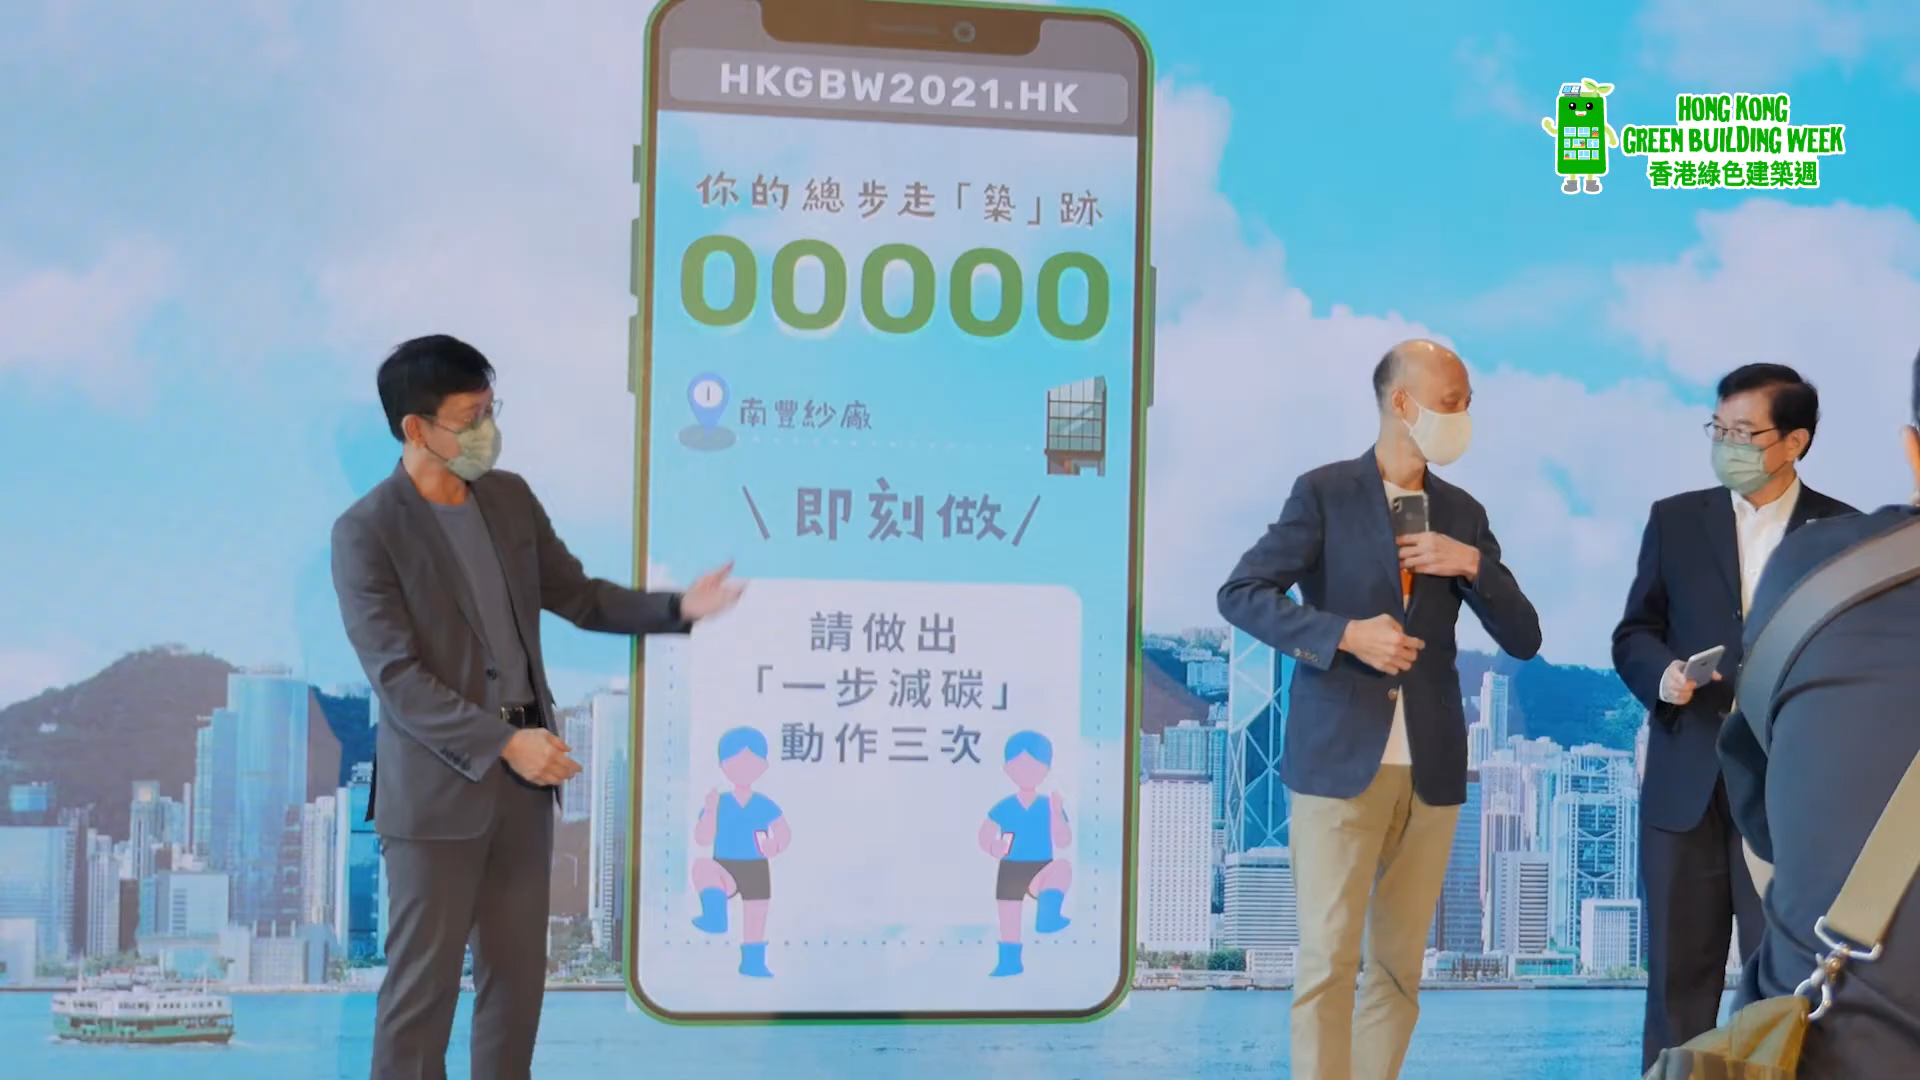 HKGBW2021.HK
HONG KONG
GREEN BUILDING WEEK
香港綠色建築週
你的總步走「築」跡
00000
1
南豐紗廠
\ 即刻做 /
請做出
「一步減碳」
動作三次